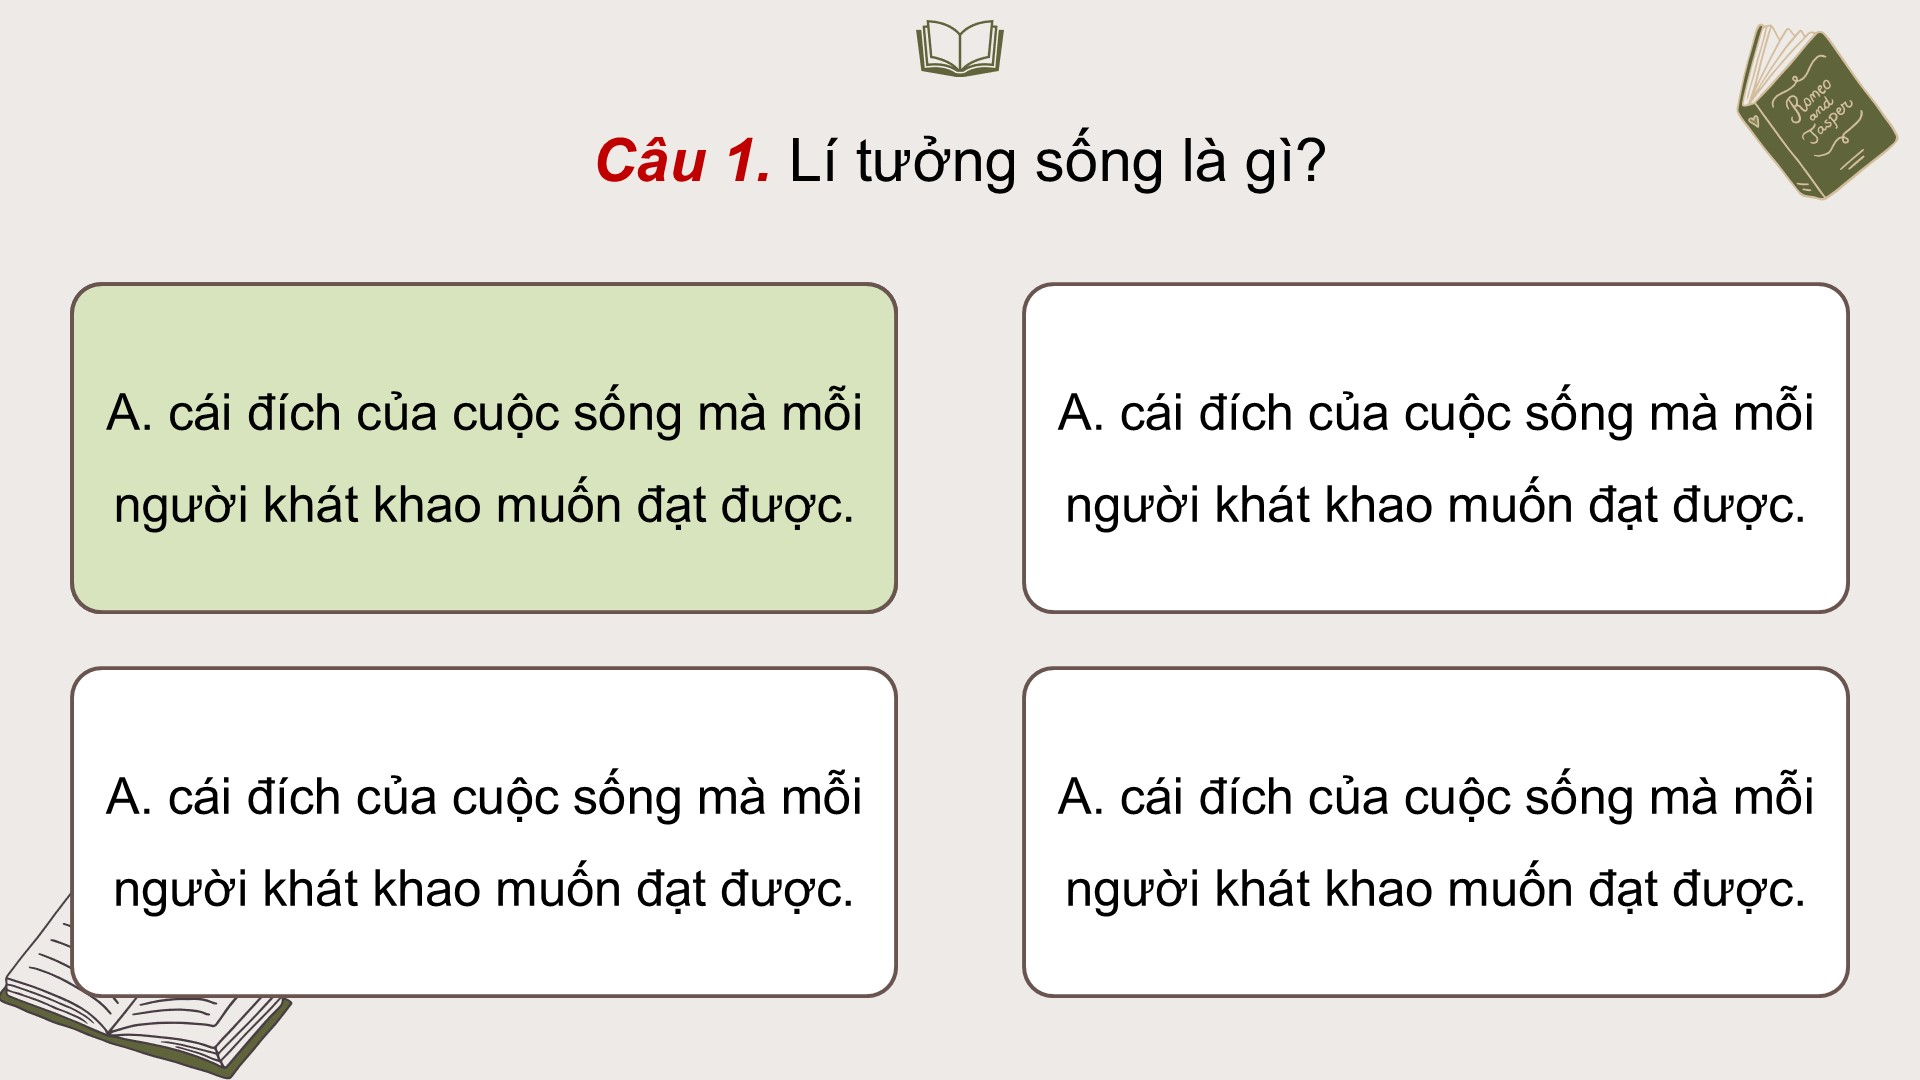 Romeo
and
Jasper
Câu 1. Lí tưởng sống là gì?
A. cái đích của cuộc sống mà mỗi
người khát khao muốn đạt được.
A. cái đích của cuộc sống mà mỗi
người khát khao muốn đạt được.
A. cái đích của cuộc sống mà mỗi
người khát khao muốn đạt được.
A. cái đích của cuộc sống mà mỗi
người khát khao muốn đạt được.